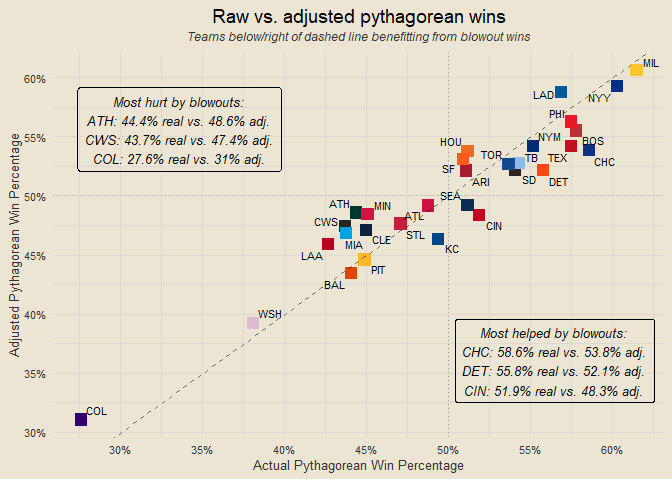 Raw vs. adjusted pythagorean wins
Teams below/right of dashed line benefitting from blowout wins
Adjusted Pythagorean Win Percentage
60%
55%
50%
45%
40%
35%
30%
Most hurt by blowouts:
ATH: 44.4% real vs. 48.6% adj.
CWS: 43.7% real vs. 47.4% adj.
COL: 27.6% real vs. 31% adj.
MIL
LAD
NYY
PHI
HOU
NYM
BOS
TOR
TB
TEX
CHC
SF
ARI
SD
DET
SEA
ATH
MIN
ATL
CWS
CIN
MIA
CLE
STL
KC
LAA
PIT
BAL
WSH
COL
Most helped by blowouts:
CHC: 58.6% real vs. 53.8% adj.
DET: 55.8% real vs. 52.1% adj.
CIN: 51.9% real vs. 48.3% adj.
30%
35%
40%
45%
50%
55%
60%
Actual Pythagorean Win Percentage